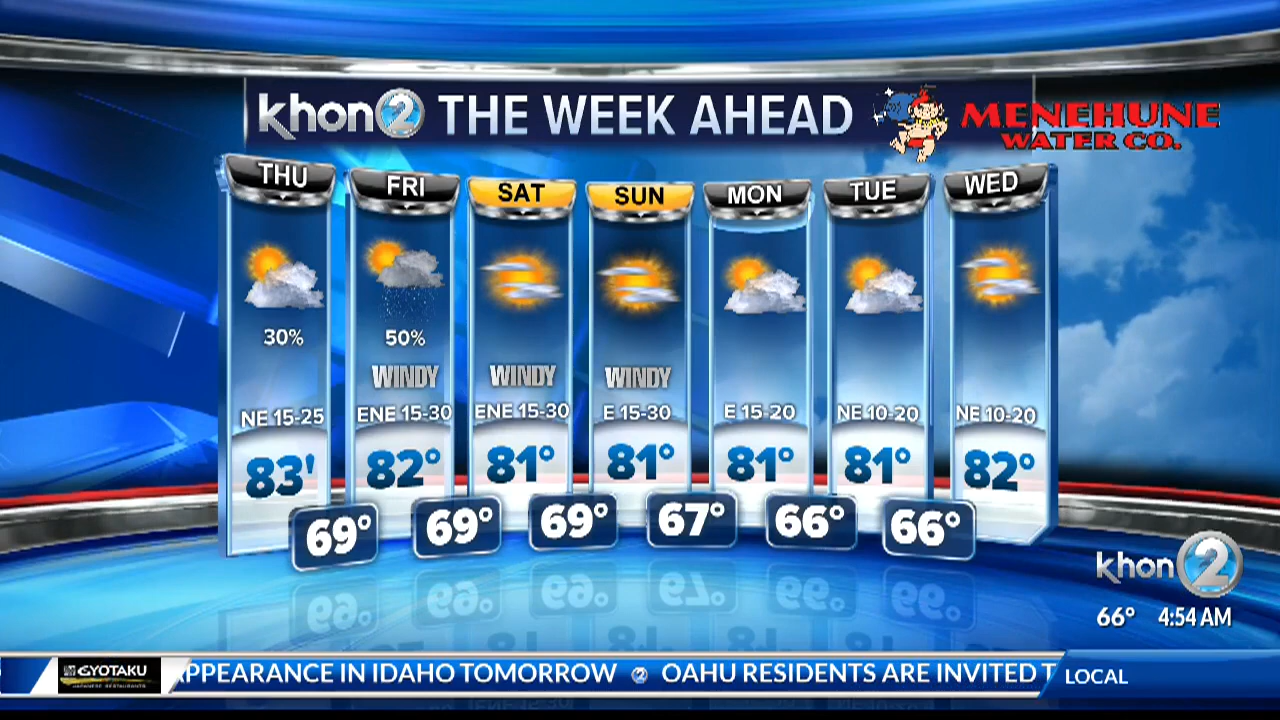 khon2 THE WEEK AHEAD
MENEHUNE
WATER CO.
THU FRI SAT SUN MON TUE WED
30% 50%
WINDY WINDY WINDY
NE 15-25 ENE 15-30 ENE 15-30 E 15-30 E 15-20 NE 10-20 NE 10-20
83' 82° 81° 81° 81° 81° 82°
69° 69° 69° 67° 66° 66°
khon2
66° 4:54 AM
GYOTAKU
JAPANESE RESTAURANTS
PPEARANCE IN IDAHO TOMORROW 2 OAHU RESIDENTS ARE INVITED T
LOCAL